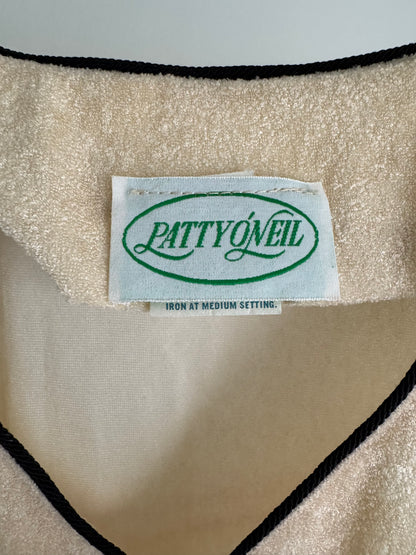 PATTY O'NEIL
IRON AT MEDIUM SETTING.